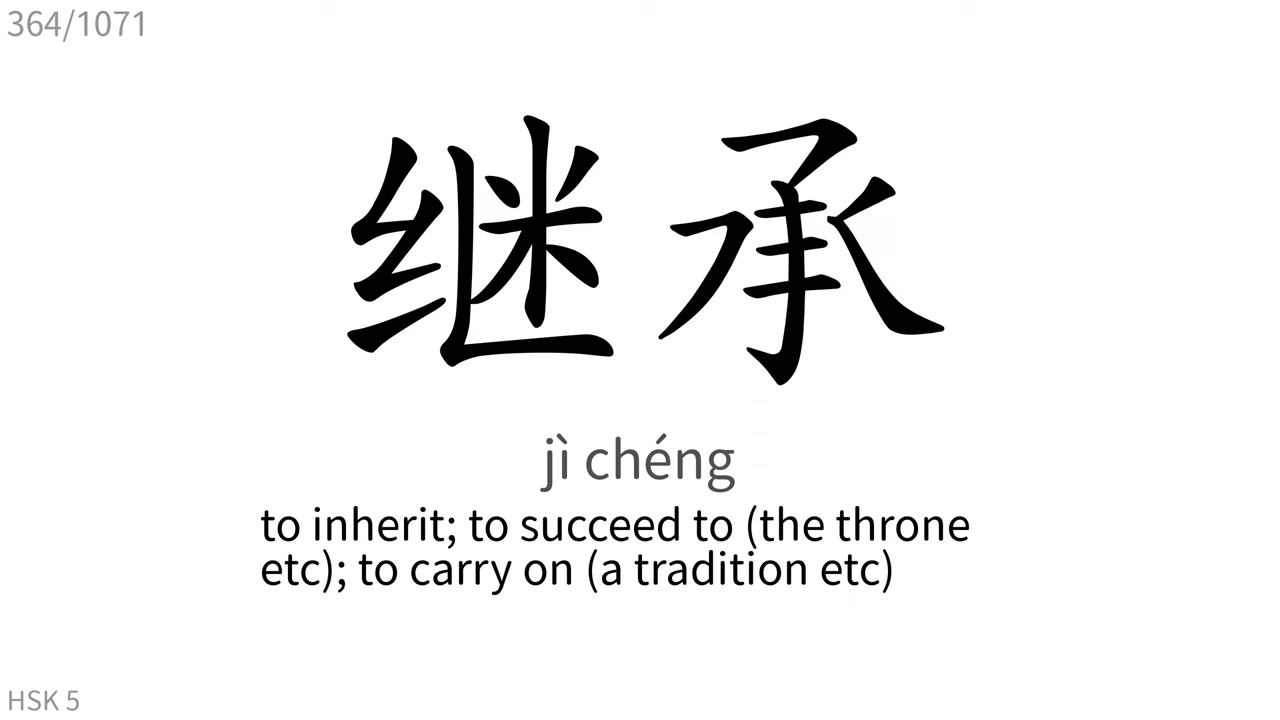 364/1071
继承
jì chéng
to inherit; to succeed to (the throne
etc); to carry on (a tradition etc)
HSK 5